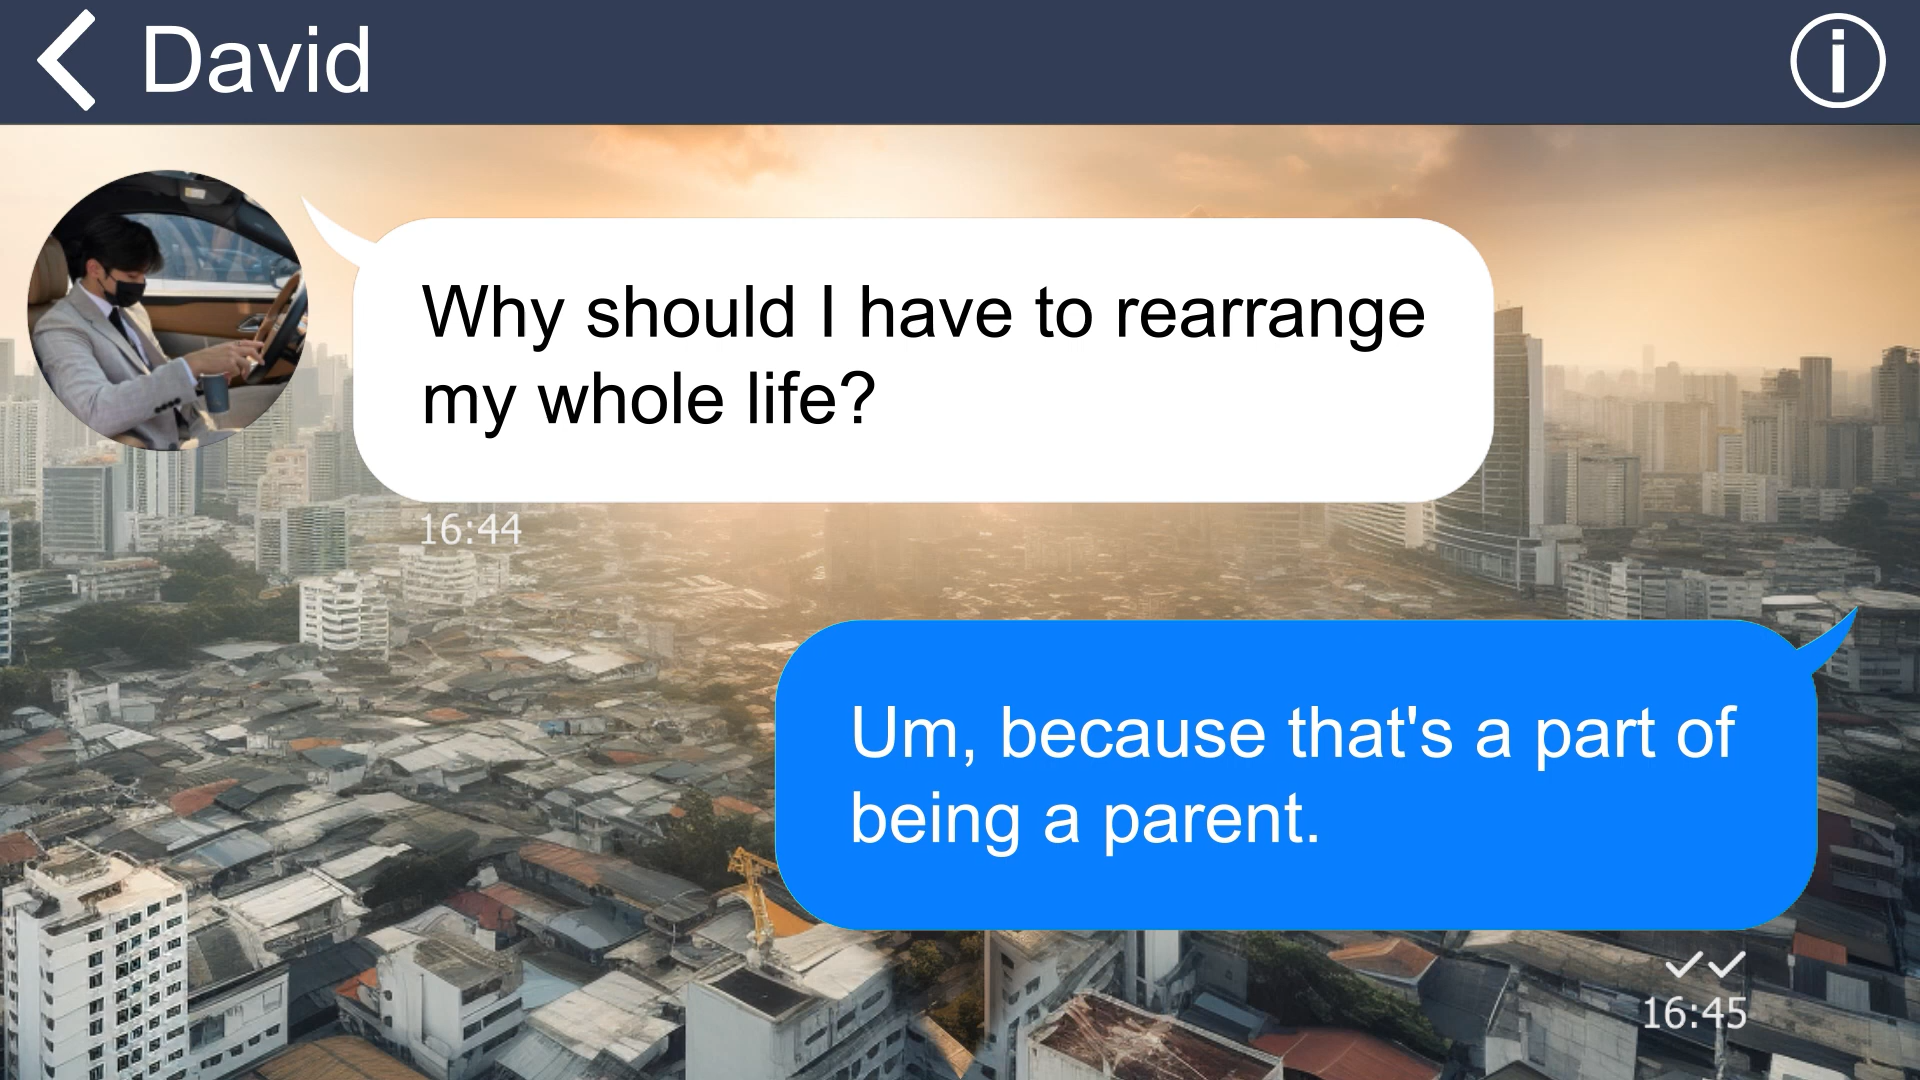 David
Why should I have to rearrange
my whole life?
16:44
Um, because that's a part of
being a parent.
16:45